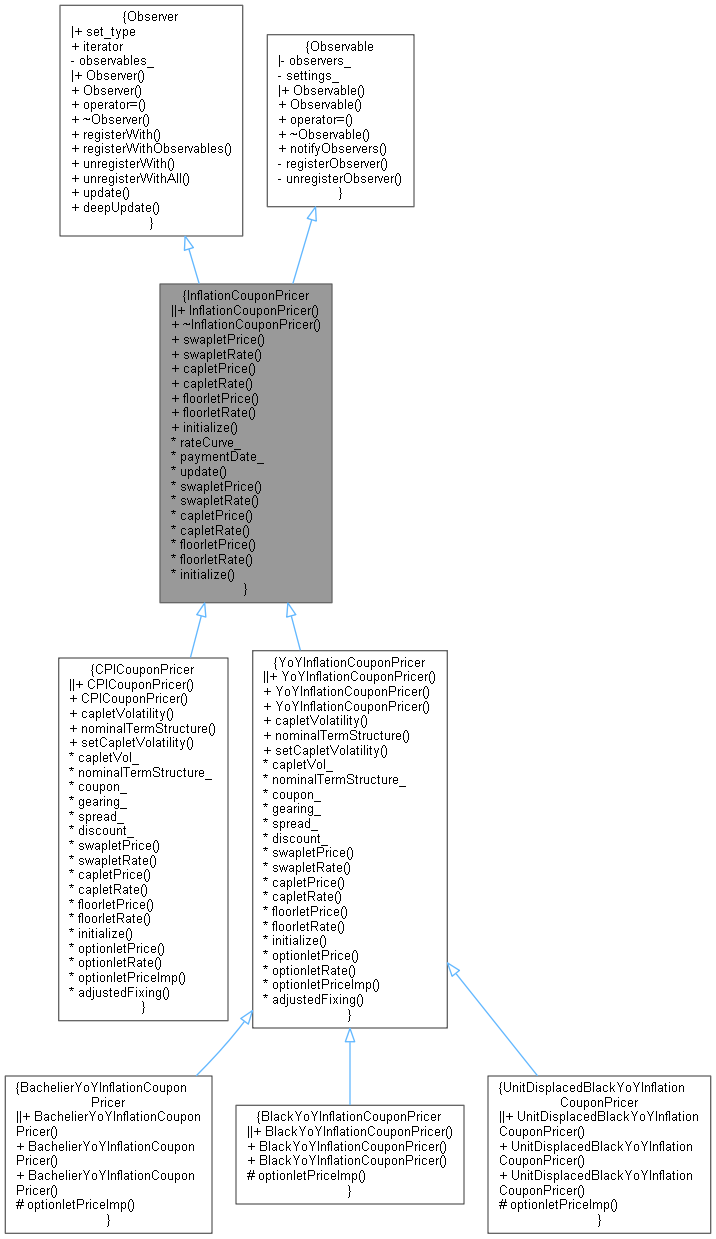 {Observer
|+ set_type
+ iterator
- observables_
|+ Observer()
+ Observer()
+ operator=()
+ ~Observer()
+ registerWith()
+ registerWithObservables()
+ unregisterWith()
+ unregisterWithAll()
+ update()
+ deepUpdate()
}
{Observable
|- observers_
- settings_
|+ Observable()
+ Observable()
+ operator=()
+ ~Observable()
+ notifyObservers()
- registerObserver()
- unregisterObserver()
}
{InflationCouponPricer
||+ InflationCouponPricer()
+ ~InflationCouponPricer()
+ swapletPrice()
+ swapletRate()
+ capletPrice()
+ capletRate()
+ floorletPrice()
+ floorletRate()
+ initialize()
* rateCurve_
* paymentDate_
* update()
* swapletPrice()
* swapletRate()
* capletPrice()
* capletRate()
* floorletPrice()
* floorletRate()
* initialize()
}
{CPICouponPricer
||+ CPICouponPricer()
+ CPICouponPricer()
+ capletVolatility()
+ nominalTermStructure()
+ setCapletVolatility()
* capletVol_
* nominalTermStructure_
* coupon_
* gearing_
* spread_
* discount_
* swapletPrice()
* swapletRate()
* capletPrice()
* capletRate()
* floorletPrice()
* floorletRate()
* initialize()
* optionletPrice()
* optionletRate()
* optionletPriceImp()
* adjustedFixing()
}
{YoYInflationCouponPricer
||+ YoYInflationCouponPricer()
+ YoYInflationCouponPricer()
+ YoYInflationCouponPricer()
+ capletVolatility()
+ nominalTermStructure()
+ setCapletVolatility()
* capletVol_
* nominalTermStructure_
* coupon_
* gearing_
* spread_
* discount_
* swapletPrice()
* swapletRate()
* capletPrice()
* capletRate()
* floorletPrice()
* floorletRate()
* initialize()
* optionletPrice()
* optionletRate()
* optionletPriceImp()
* adjustedFixing()
}
{BachelierYoYInflationCoupon
Pricer
||+ BachelierYoYInflationCoupon
Pricer()
+ BachelierYoYInflationCoupon
Pricer()
+ BachelierYoYInflationCoupon
Pricer()
# optionletPriceImp()
}
{BlackYoYInflationCouponPricer
||+ BlackYoYInflationCouponPricer()
+ BlackYoYInflationCouponPricer()
+ BlackYoYInflationCouponPricer()
# optionletPriceImp()
}
{UnitDisplacedBlackYoYInflation
CouponPricer
||+ UnitDisplacedBlackYoYInflation
CouponPricer()
+ UnitDisplacedBlackYoYInflation
CouponPricer()
+ UnitDisplacedBlackYoYInflation
CouponPricer()
# optionletPriceImp()
}